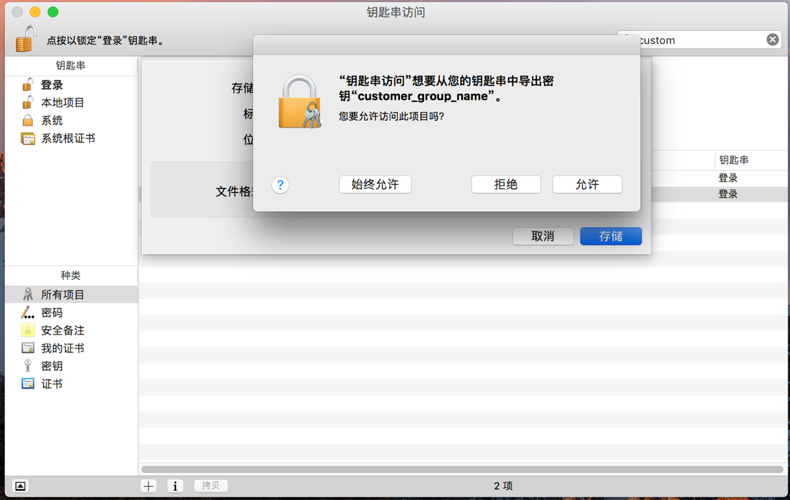 钥匙串访问
点按以锁定“登录”钥匙串。
custom
钥匙串
登录
本地项目
系统
系统根证书
存储
标
位
文件格式
“钥匙串访问”想要从您的钥匙串中导出密
钥“customer_group_name”。
您要允许访问此项目吗?
?
始终允许
拒绝
允许
取消
存储
钥匙串
登录
登录
种类
所有项目
密码
安全备注
我的证书
密钥
证书
拷贝
2 项